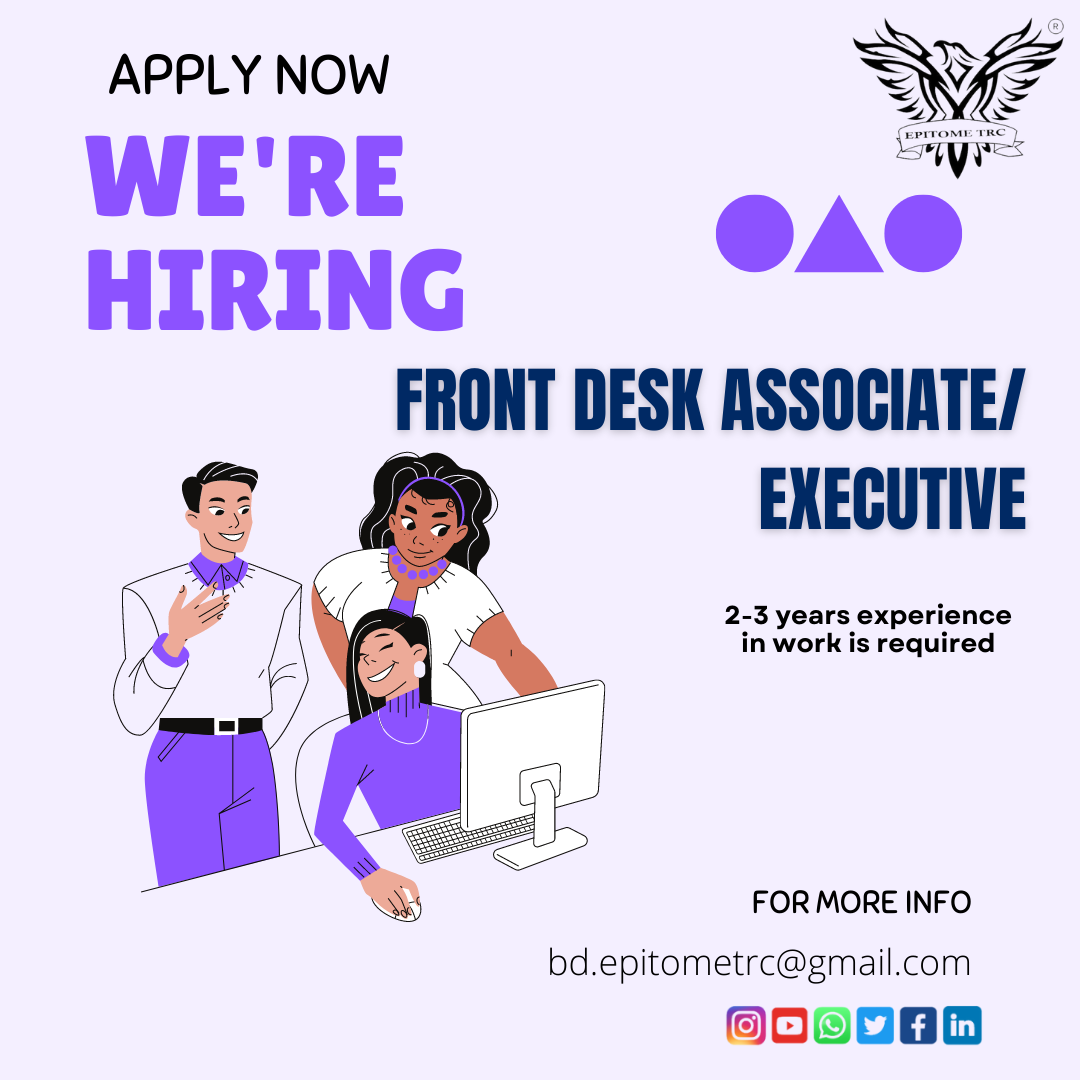 APPLY NOW
®
EPITOME TRC
WE'RE
HIRING
FRONT DESK ASSOCIATE/
EXECUTIVE
2-3 years experience
in work is required
FOR MORE INFO
bd.epitometrc@gmail.com
in